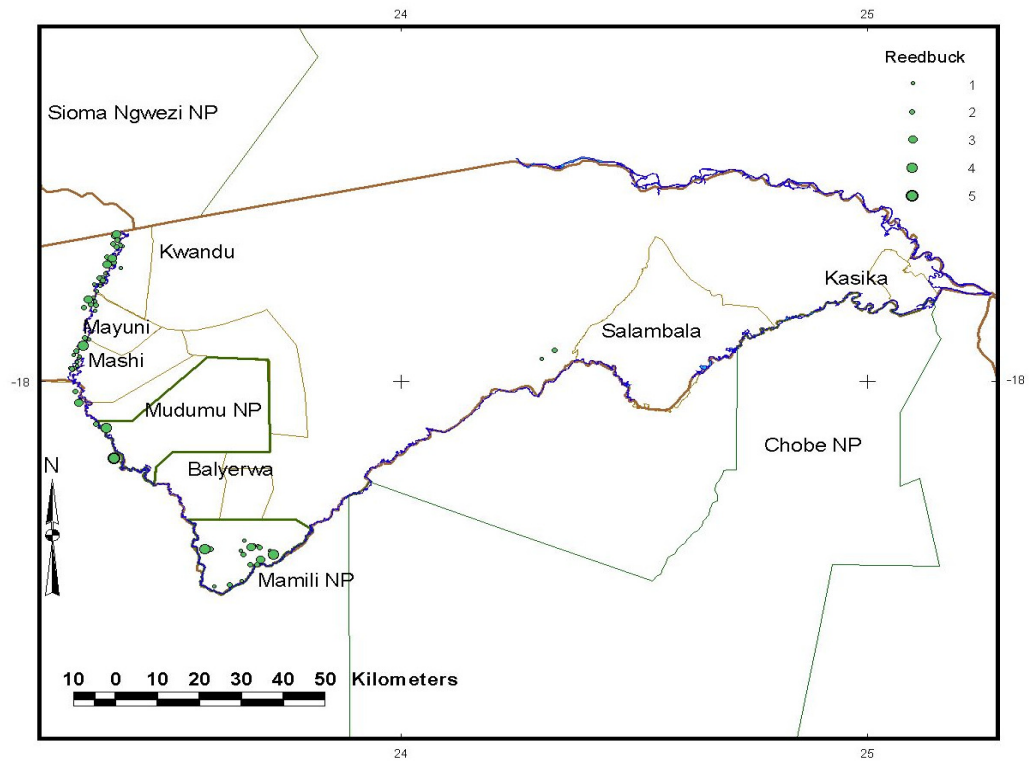 24 25
Reedbuck
1
2
3
4
5
Sioma Ngwezi NP
Kwandu
Kasika
Mayuni
Salambala
Mashi
-18 -18
Mudumu NP
Chobe NP
N
Balyerwa
Mamili NP
10 0 10 20 30 40 50 Kilometers
24 25